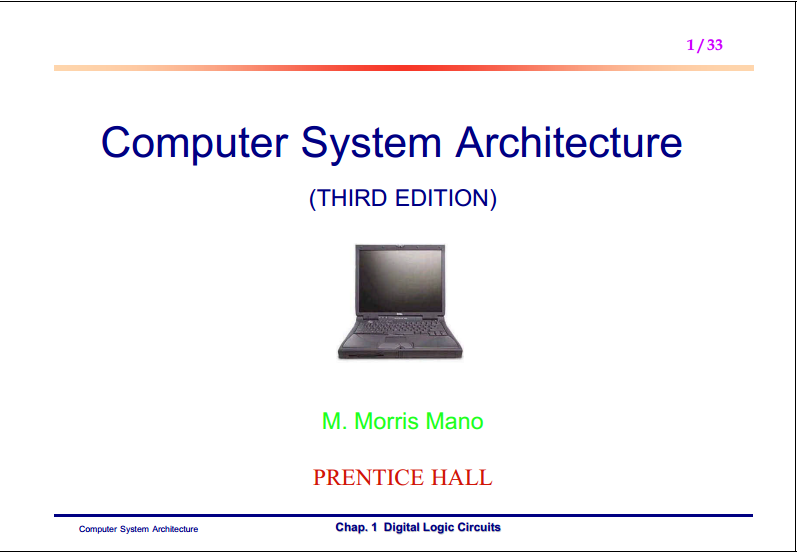 1 / 33
Computer System Architecture
(THIRD EDITION)
M. Morris Mano
PRENTICE HALL
Computer System Architecture
Chap. 1 Digital Logic Circuits